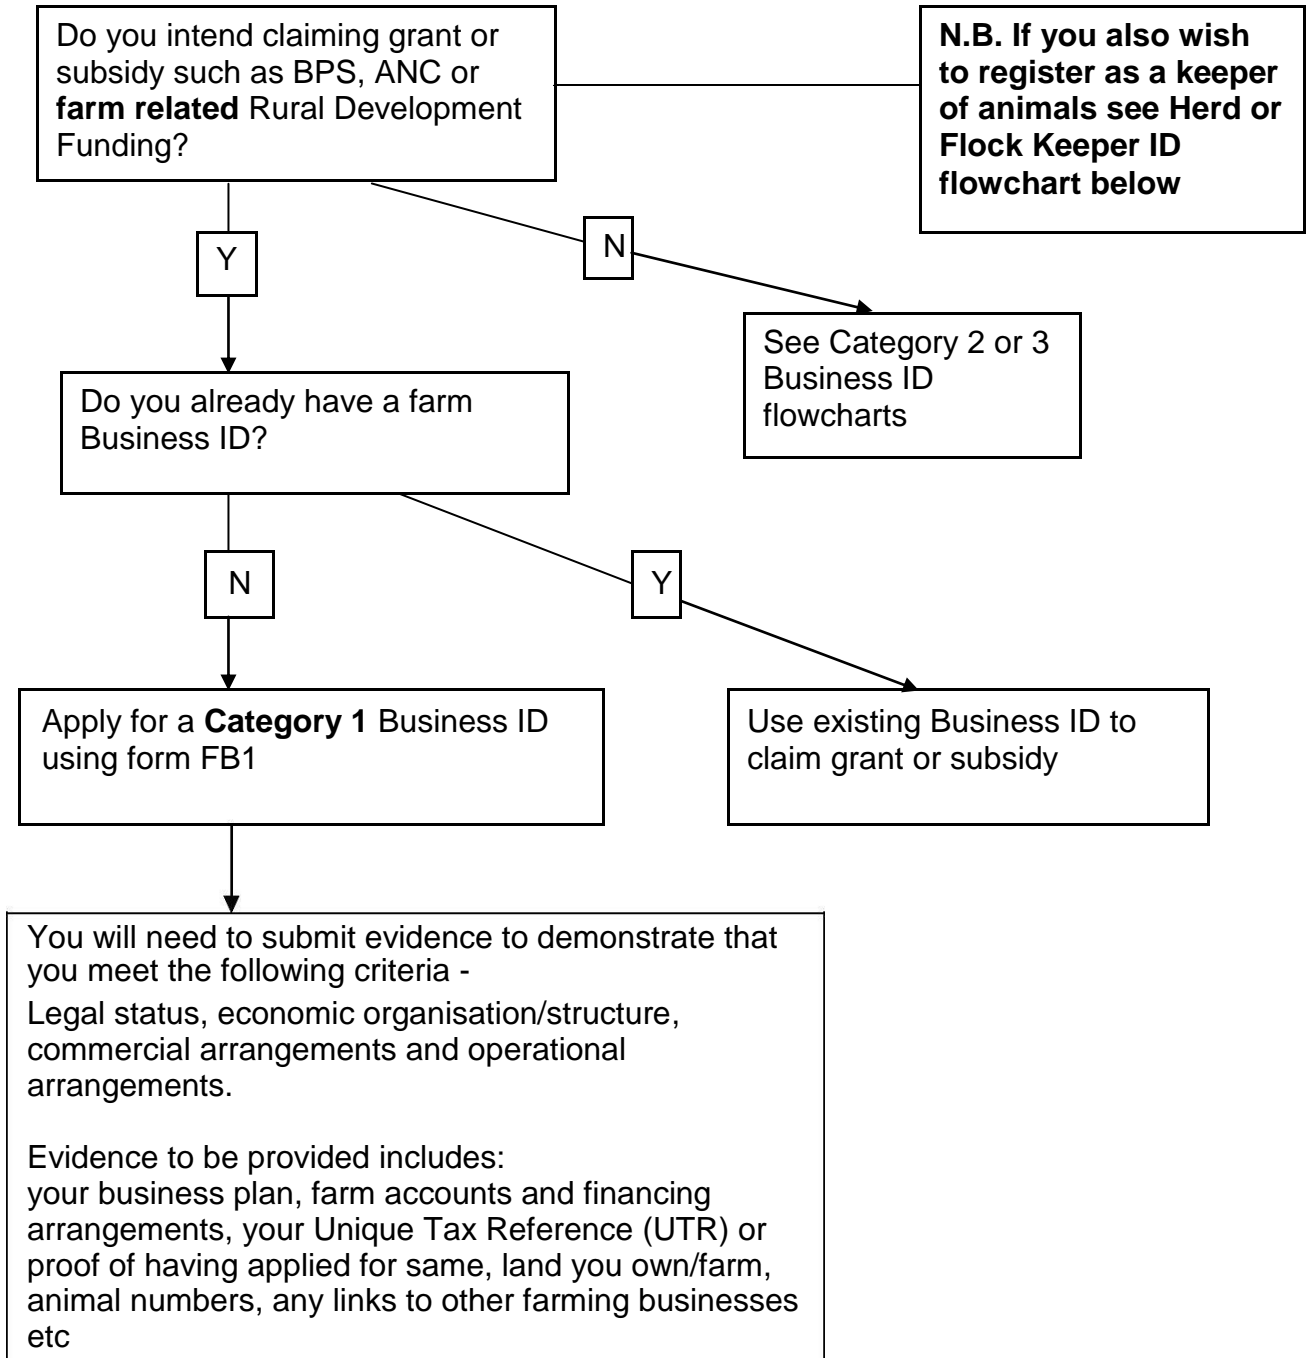 Do you intend claiming grant or
subsidy such as BPS, ANC or
farm related Rural Development
Funding?
N.B. If you also wish
to register as a keeper
of animals see Herd or
Flock Keeper ID
flowchart below
Y
N
See Category 2 or 3
Business ID
flowcharts
Do you already have a farm
Business ID?
N
Y
Apply for a Category 1 Business ID
using form FB1
Use existing Business ID to
claim grant or subsidy
You will need to submit evidence to demonstrate that
you meet the following criteria -
Legal status, economic organisation/structure,
commercial arrangements and operational
arrangements.
Evidence to be provided includes:
your business plan, farm accounts and financing
arrangements, your Unique Tax Reference (UTR) or
proof of having applied for same, land you own/farm,
animal numbers, any links to other farming businesses
etc